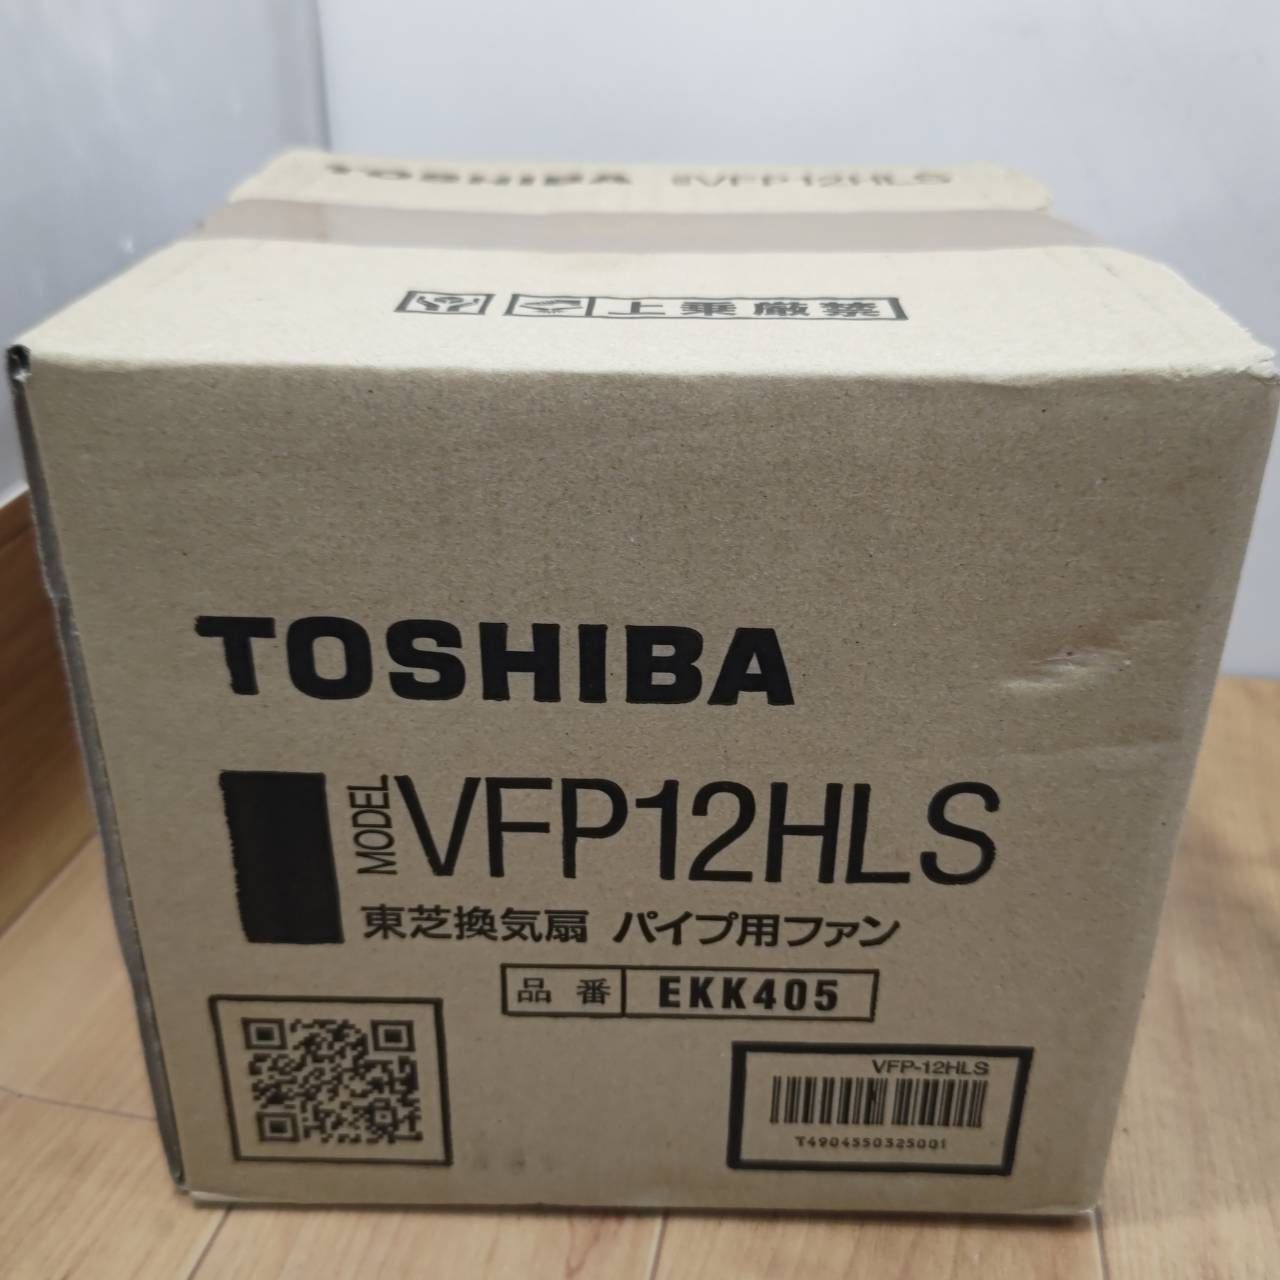 TOSHIBA VFP12HLS
上乗厳禁
TOSHIBA
MODEL VFP12HLS
東芝換気扇 パイプ用ファン
品番 EKK405
VFP-12HLS
T4904550325001